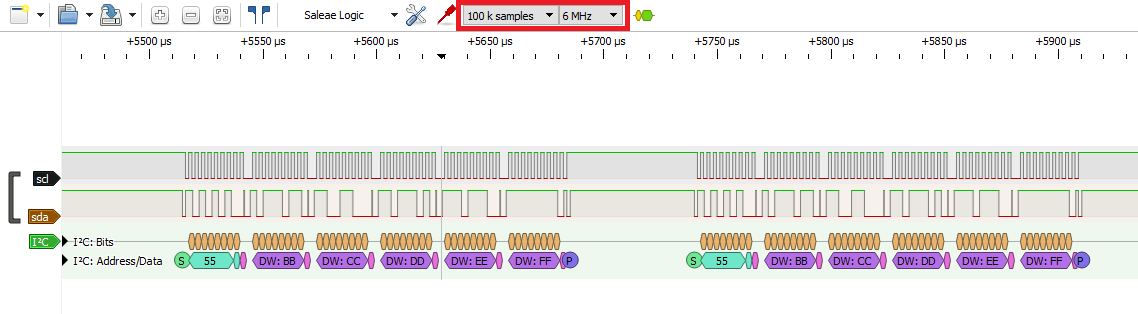 Saleae Logic 100 k samples 6 MHz
+5500 µs +5550 µs +5600 µs +5650 µs +5700 µs +5750 µs +5800 µs +5850 µs +5900 µs
scl
sda
I²C I²C: Bits
I²C: Address/Data S 55 DW: BB DW: CC DW: DD DW: EE DW: FF P S 55 DW: BB DW: CC DW: DD DW: EE DW: FF P